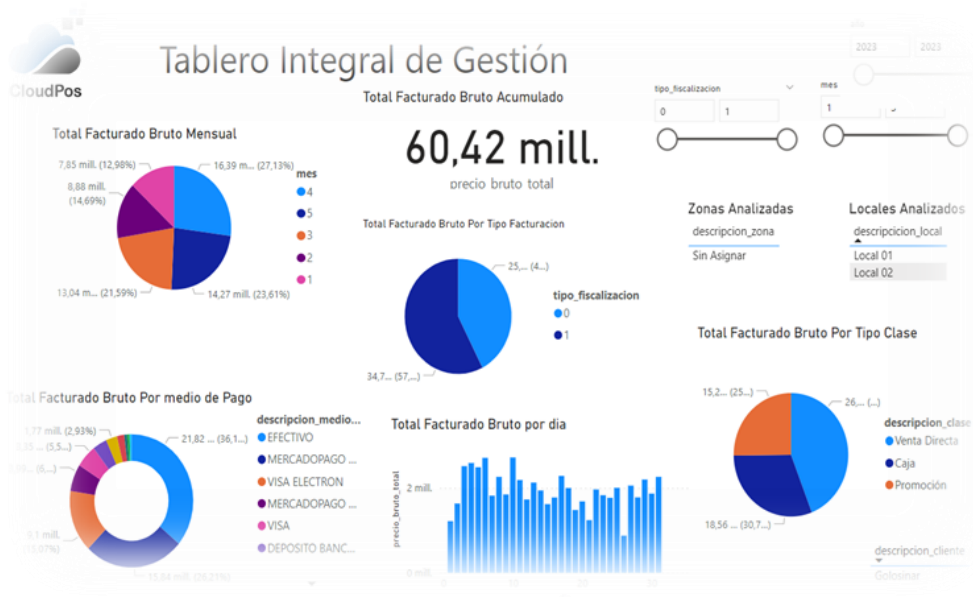 CloudPos
Tablero Integral de Gestión
2023 2023
tipo_fiscalizacion
0 1
mes
1
Total Facturado Bruto Acumulado
60,42 mill.
precio bruto total
Total Facturado Bruto Mensual
7,85 mill. (12,98%)
16,39 m... (27,13%)
8,88 mill.
(14,69%)
13,04 m... (21,59%)
14,27 mill. (23,61%)
mes
4
5
3
2
1
Total Facturado Bruto Por Tipo Facturacion
25,... (4...)
34,7... (57,...)
tipo_fiscalizacion
0
1
Zonas Analizadas
descripcion_zona
Sin Asignar
Locales Analizados
descripcicion_local
Local 01
Local 02
Total Facturado Bruto Por Tipo Clase
15,2... (25...)
26,... (...)
18,56 ... (30,7...)
descripcion_clase
Venta Directa
Caja
Promoción
Total Facturado Bruto Por medio de Pago
1,77 mill. (2,93%)
21,82 ... (36,1...)
(5,5...)
(6,...)
descripcion_medio...
EFECTIVO
MERCADOPAGO ...
VISA ELECTRON
MERCADOPAGO ...
VISA
DEPOSITO BANC...
Total Facturado Bruto por dia
precio_bruto_total
2 mill.
0 mill.
10 20 30
descripcion_cliente
Golosinar